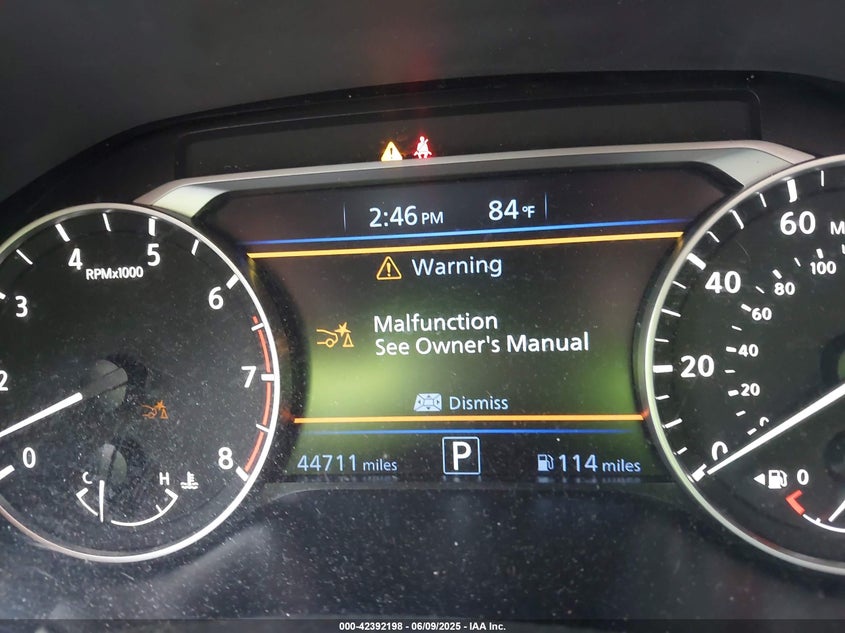 2:46 PM 84°F
Warning
Malfunction
See Owner's Manual
Dismiss
44711 miles P 114 miles
RPMx1000
0 2 3 4 5 6 7 8
C H
0 20 40 60 M
0 20 40 60 80 100
0
000-42392198 - 06/09/2025 - IAA Inc.